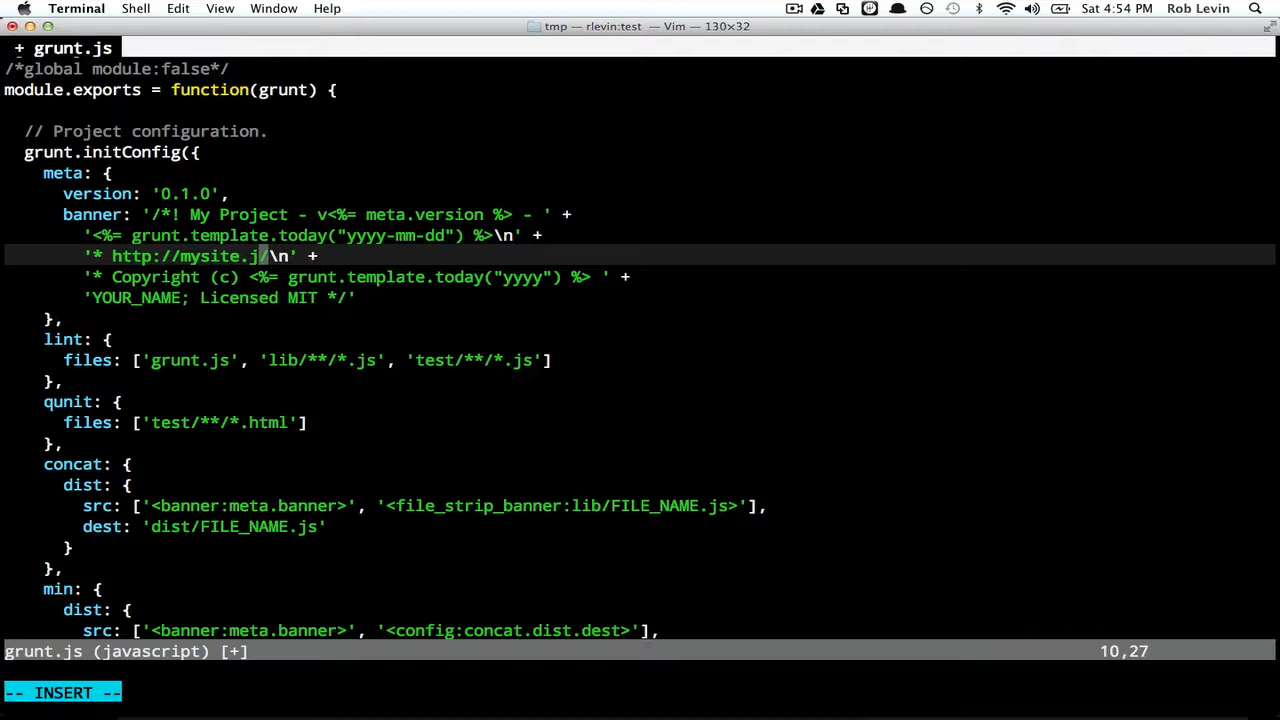 Terminal Shell Edit View Window Help Sat 4:54 PM Rob Levin
tmp — rlevin:test — Vim — 130×32
+ grunt.js
/*global module:false*/
module.exports = function(grunt) {
  // Project configuration.
  grunt.initConfig({
    meta: {
      version: '0.1.0',
      banner: '/*! My Project - v<%= meta.version %> - ' +
        '<%= grunt.template.today("yyyy-mm-dd") %>\n' +
        '* http://mysite.j/\n' +
        '* Copyright (c) <%= grunt.template.today("yyyy") %> ' +
        'YOUR_NAME; Licensed MIT */'
    },
    lint: {
      files: ['grunt.js', 'lib/**/*.js', 'test/**/*.js']
    },
    qunit: {
      files: ['test/**/*.html']
    },
    concat: {
      dist: {
        src: ['<banner:meta.banner>', '<file_strip_banner:lib/FILE_NAME.js>'],
        dest: 'dist/FILE_NAME.js'
      }
    },
    min: {
      dist: {
        src: ['<banner:meta.banner>', '<config:concat.dist.dest>'],
grunt.js (javascript) [+] 10,27
-- INSERT --